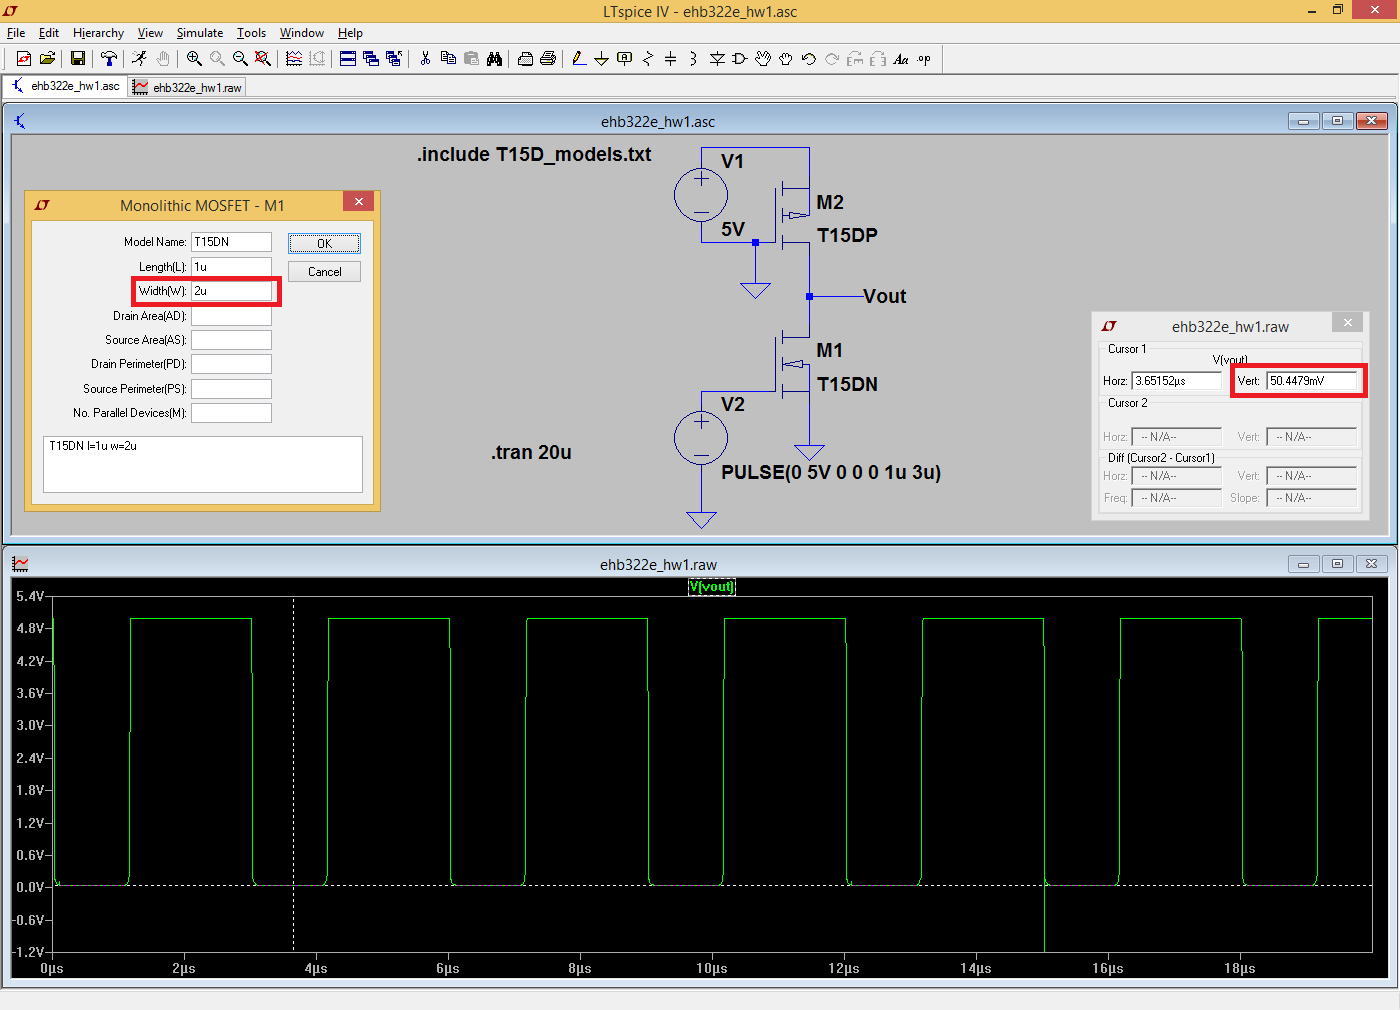 LTspice IV - ehb322e_hw1.asc
File Edit Hierarchy View Simulate Tools Window Help
Aa .op
ehb322e_hw1.asc ehb322e_hw1.raw
ehb322e_hw1.asc
.include T15D_models.txt
V1
5V
M2
T15DP
Vout
M1
T15DN
V2
PULSE(0 5V 0 0 0 1u 3u)
.tran 20u
Monolithic MOSFET - M1
Model Name: T15DN
OK
Length(L): 1u
Cancel
Width(W): 2u
Drain Area(AD):
Source Area(AS):
Drain Perimeter(PD):
Source Perimeter(PS):
No. Parallel Devices(M):
T15DN l=1u w=2u
ehb322e_hw1.raw
Cursor 1
V(vout)
Horz: 3.65152µs Vert: 50.4479mV
Cursor 2
Horz: -- N/A-- Vert: -- N/A--
Diff (Cursor2 - Cursor1)
Horz: -- N/A-- Vert: -- N/A--
Freq: -- N/A-- Slope: -- N/A--
ehb322e_hw1.raw
V(vout)
5.4V
4.8V
4.2V
3.6V
3.0V
2.4V
1.8V
1.2V
0.6V
0.0V
-0.6V
-1.2V
0µs 2µs 4µs 6µs 8µs 10µs 12µs 14µs 16µs 18µs